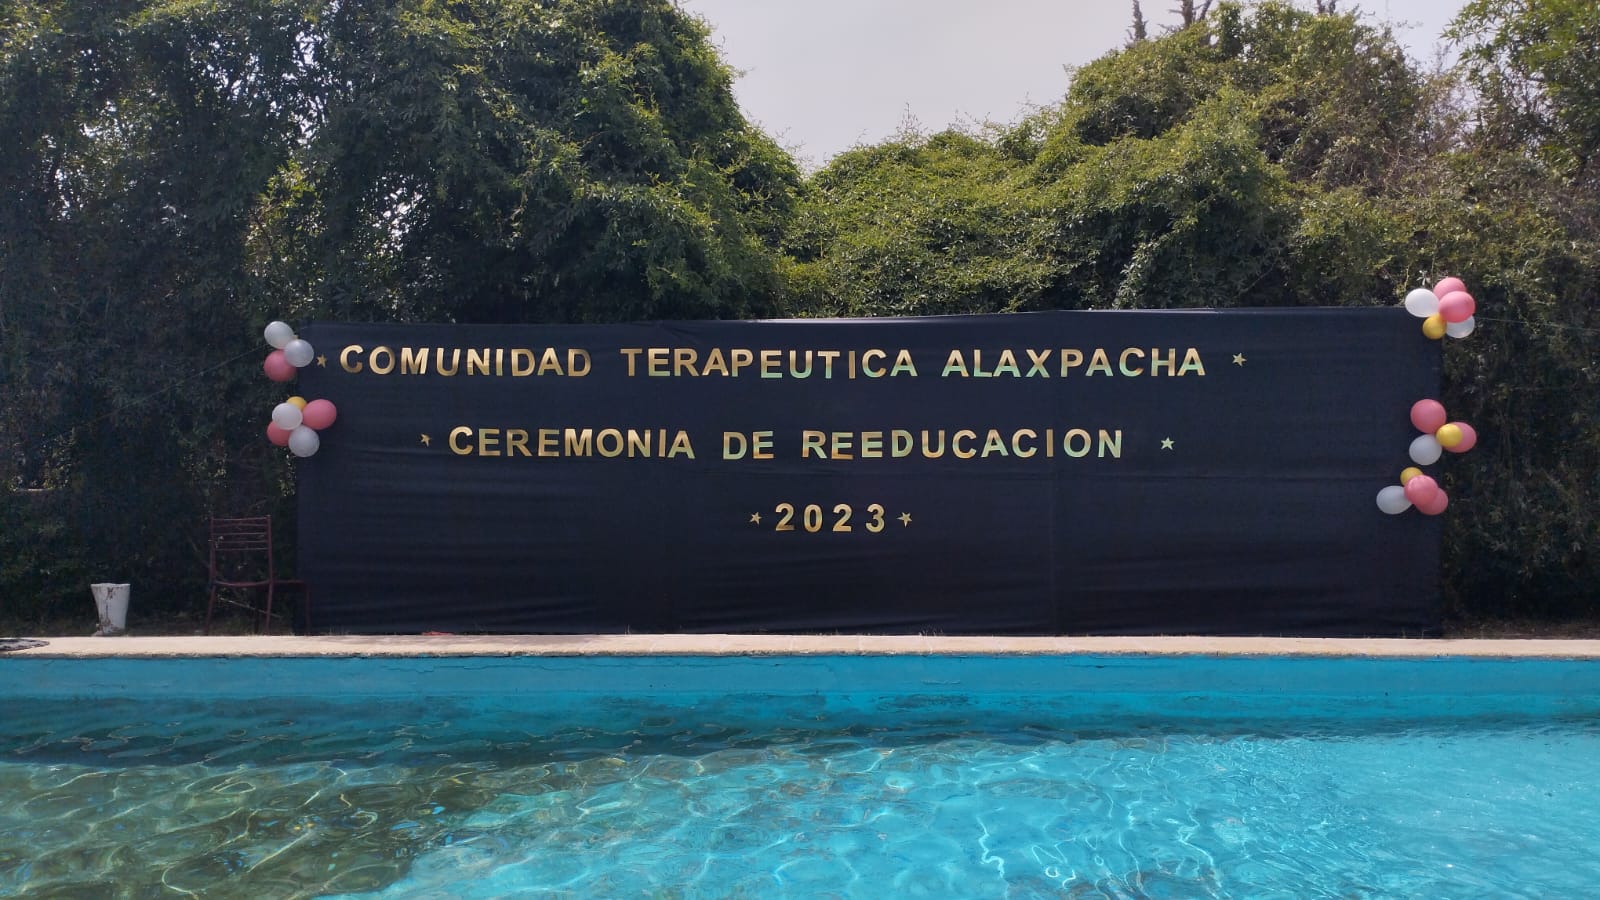 COMUNIDAD TERAPEUTICA ALAXPACHA
CEREMONIA DE REEDUCACION
2023